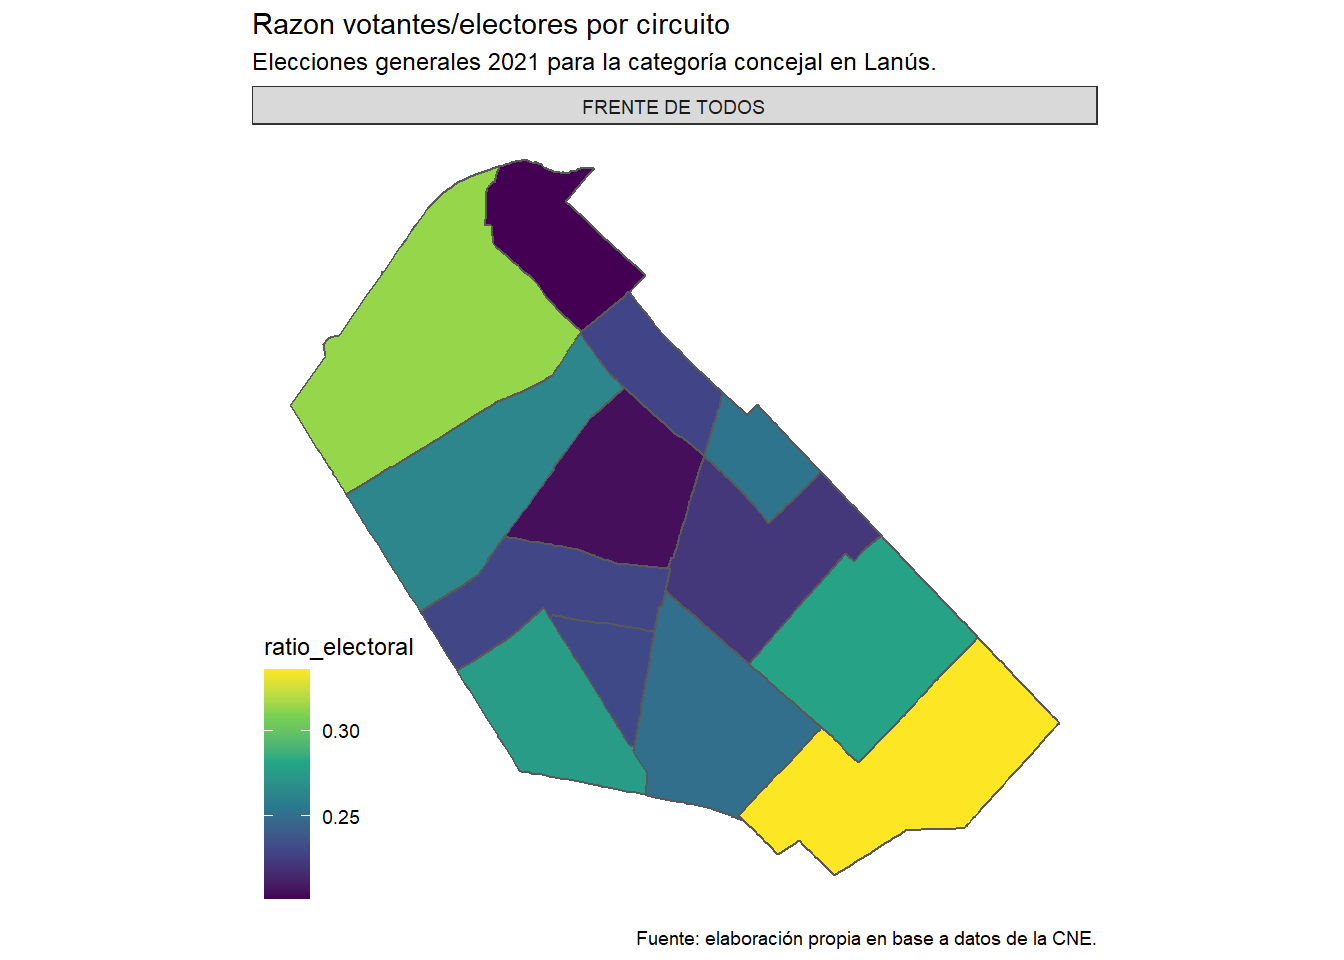 Razon votantes/electores por circuito
Elecciones generales 2021 para la categoría concejal en Lanús.
FRENTE DE TODOS
ratio_electoral
0.30
0.25
Fuente: elaboración propia en base a datos de la CNE.